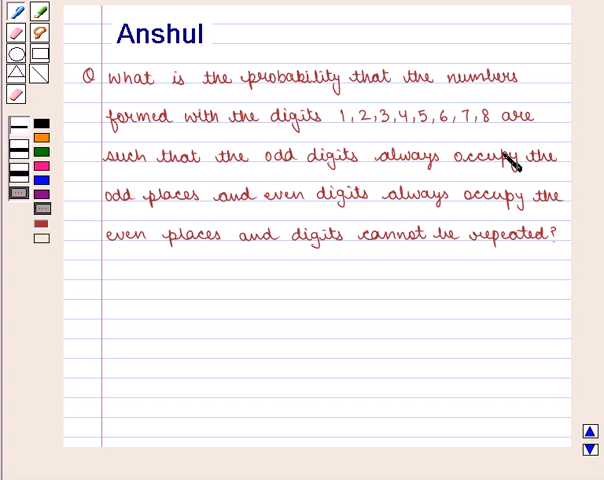 Anshul
Q What is the probability that the numbers
formed with the digits 1, 2, 3, 4, 5, 6, 7, 8 are
such that the odd digits always occupy the
odd places and even digits always occupy the
even places and digits cannot be repeated?